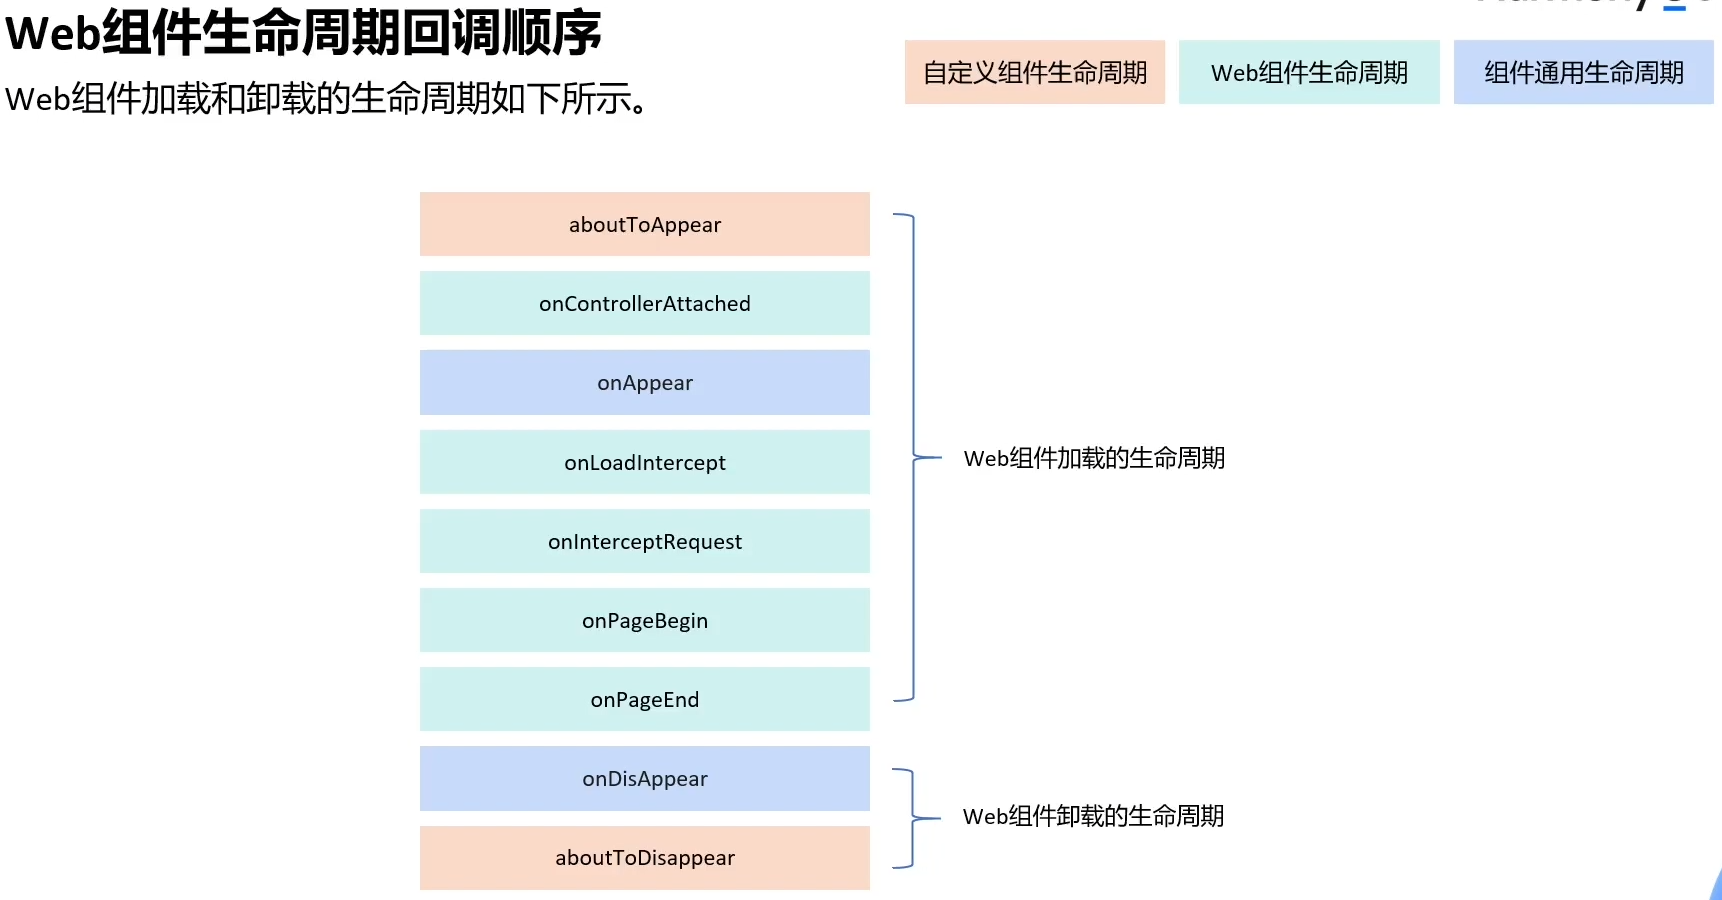 Web组件生命周期回调顺序
Web组件加载和卸载的生命周期如下所示。
自定义组件生命周期
Web组件生命周期
组件通用生命周期
aboutToAppear
onControllerAttached
onAppear
onLoadIntercept
onInterceptRequest
onPageBegin
onPageEnd
onDisAppear
aboutToDisappear
Web组件加载的生命周期
Web组件卸载的生命周期